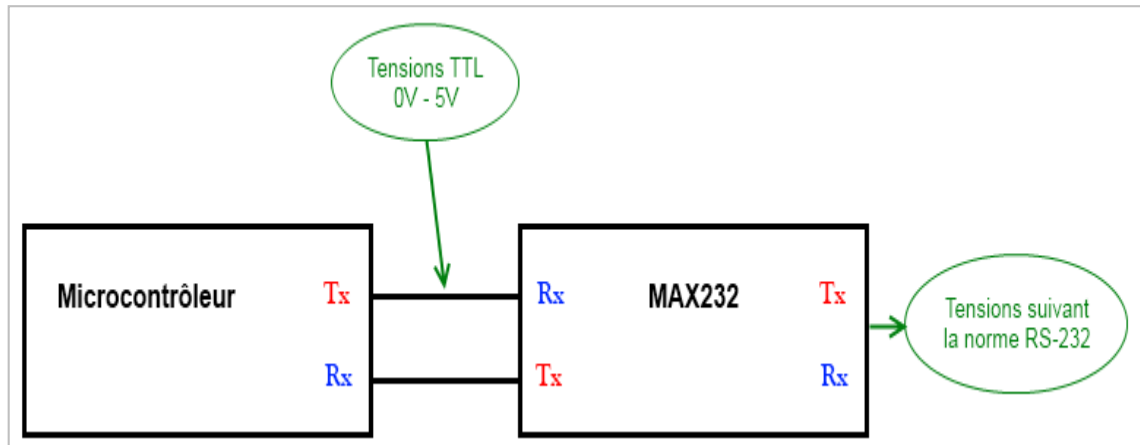 Tensions TTL
0V - 5V
Microcontrôleur
Tx
Rx
MAX232
Tx
Rx
Tx
Rx
Tensions suivant
la norme RS-232